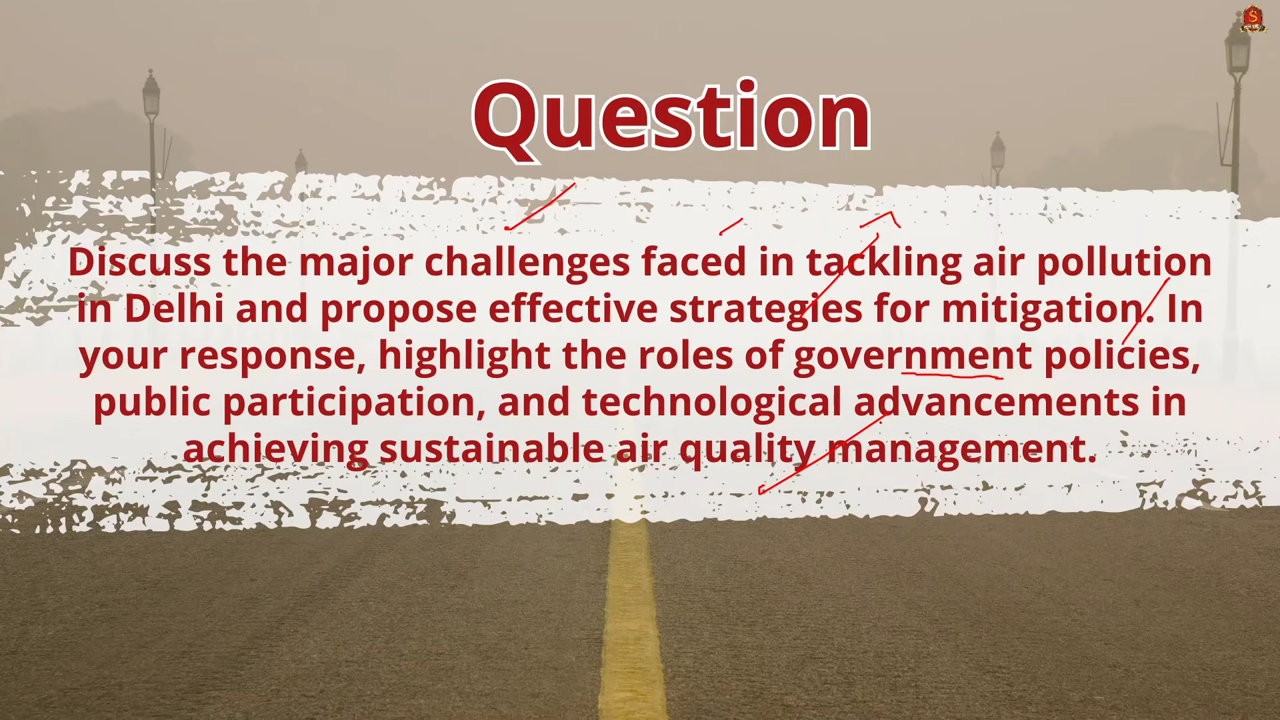 Question
Discuss the major challenges faced in tackling air pollution
in Delhi and propose effective strategies for mitigation. In
your response, highlight the roles of government policies,
public participation, and technological advancements in
achieving sustainable air quality management.